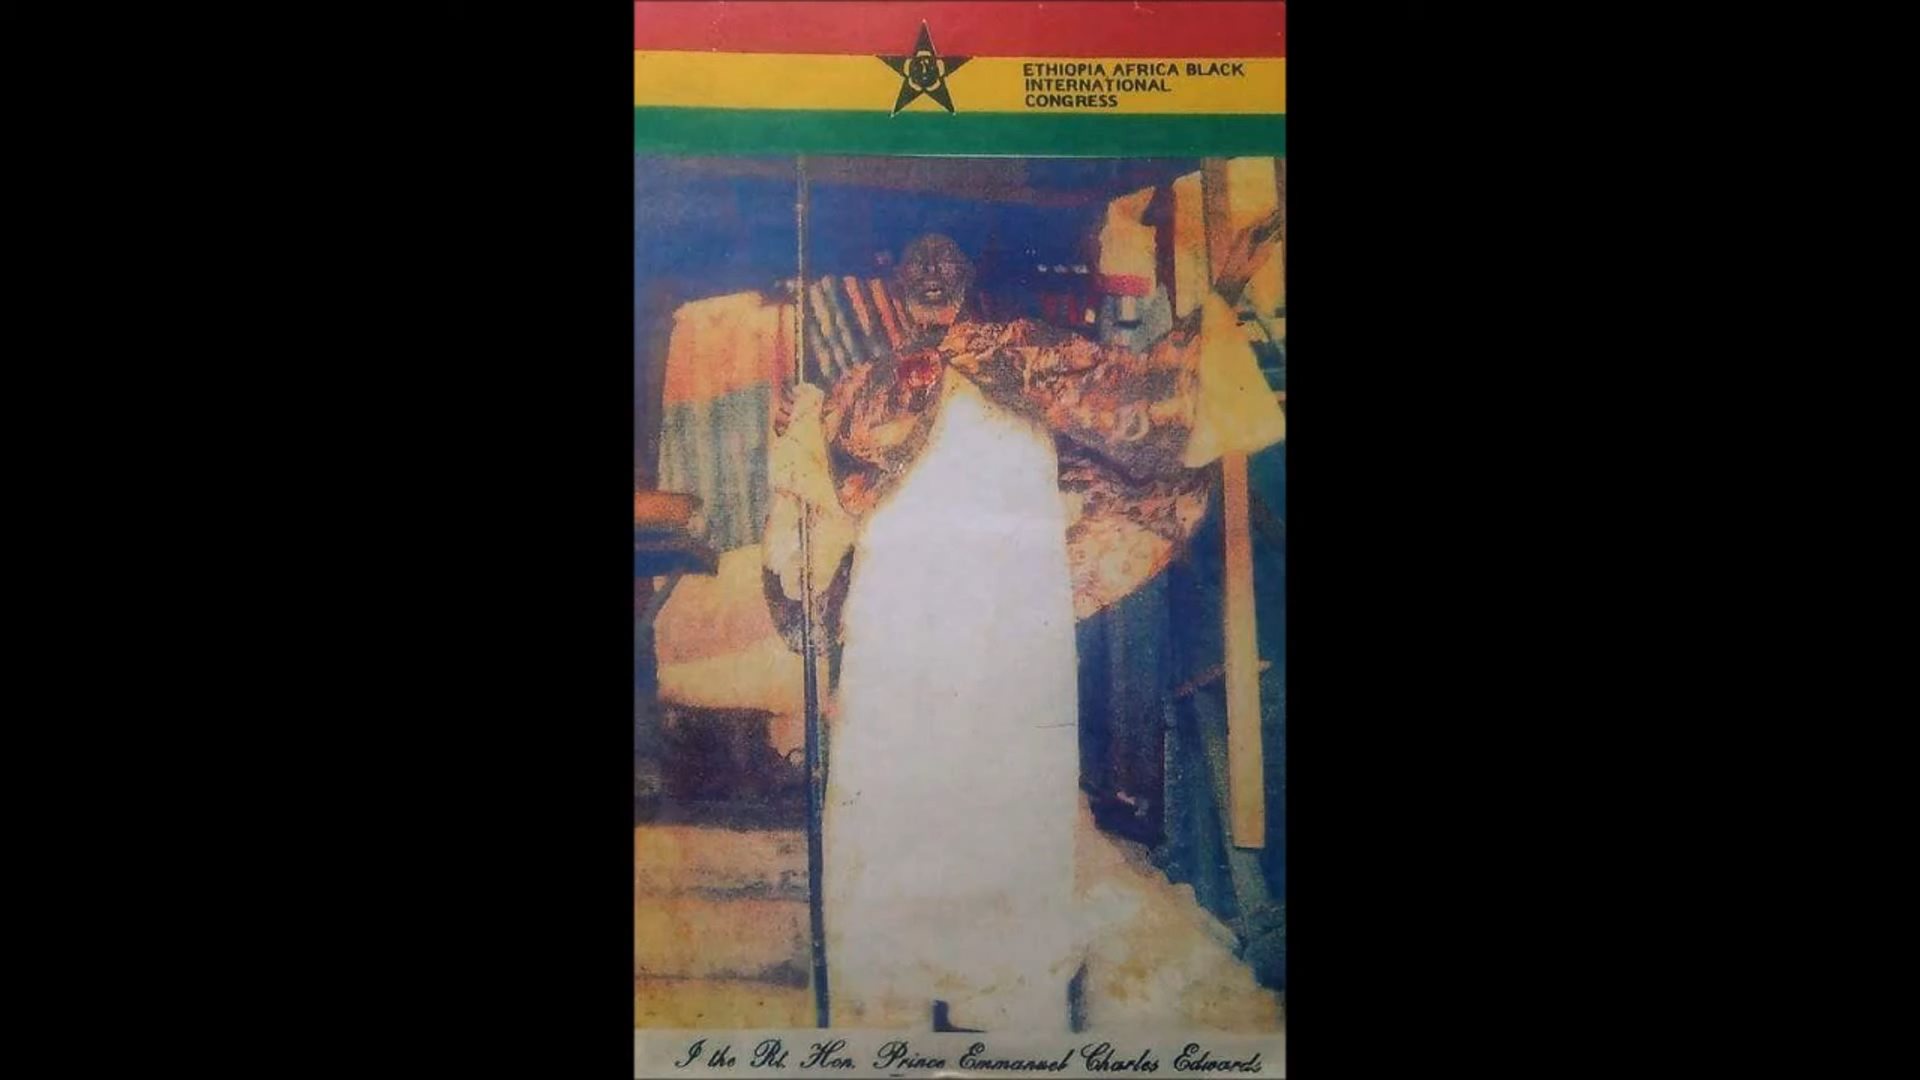 ETHIOPIA AFRICA BLACK
INTERNATIONAL
CONGRESS
I the Rt. Hon. Prince Emmanuel Charles Edwards